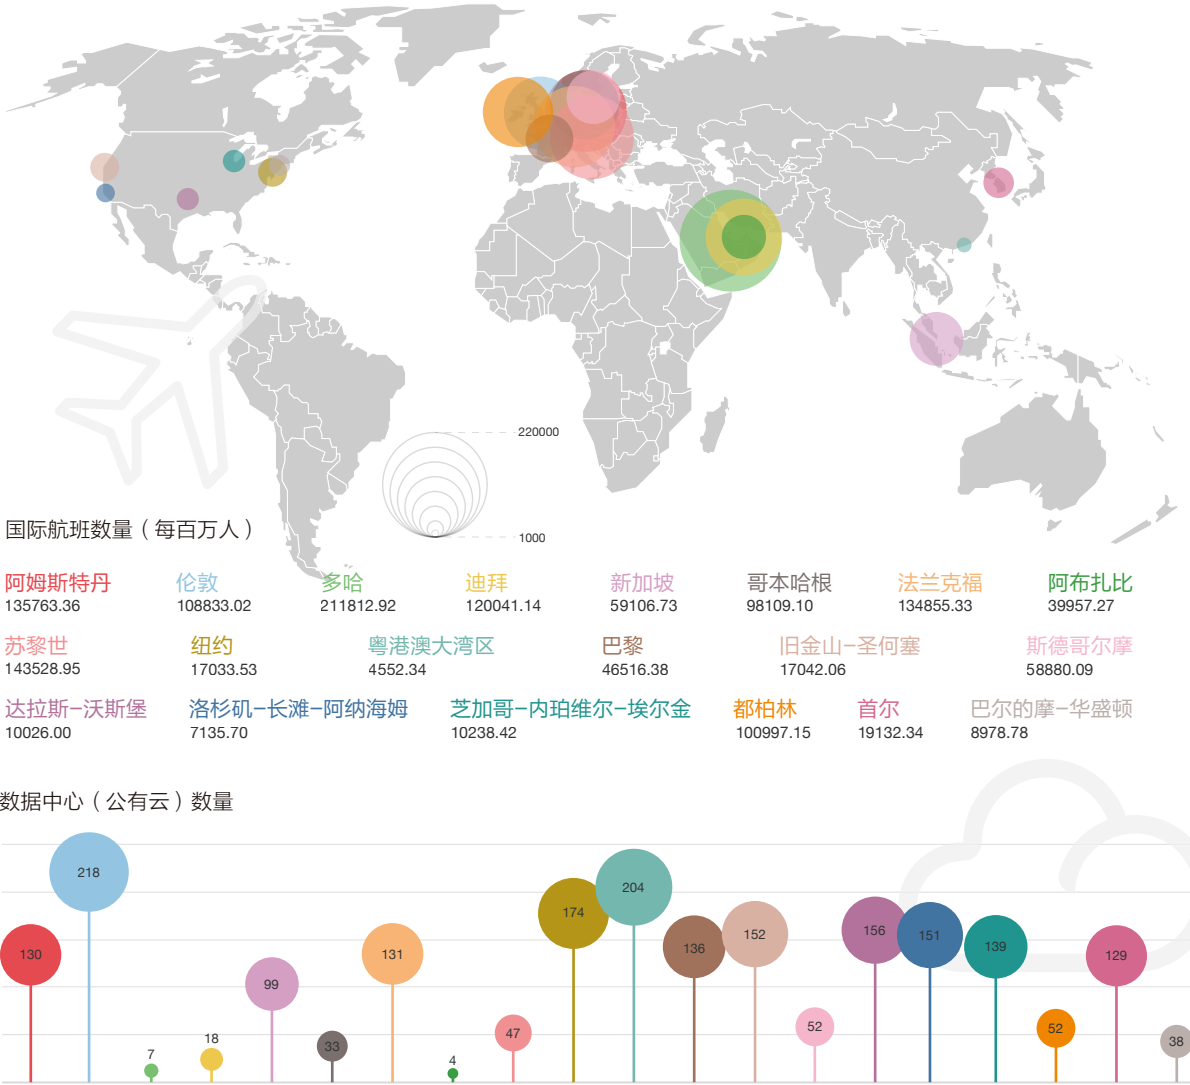 220000
1000
国际航班数量（每百万人）
阿姆斯特丹 伦敦 多哈 迪拜 新加坡 哥本哈根 法兰克福 阿布扎比
135763.36 108833.02 211812.92 120041.14 59106.73 98109.10 134855.33 39957.27
苏黎世 纽约 粤港澳大湾区 巴黎 旧金山–圣何塞 斯德哥尔摩
143528.95 17033.53 4552.34 46516.38 17042.06 58880.09
达拉斯–沃斯堡 洛杉矶–长滩–阿纳海姆 芝加哥–内珀维尔–埃尔金 都柏林 首尔 巴尔的摩–华盛顿
10026.00 7135.70 10238.42 100997.15 19132.34 8978.78
数据中心（公有云）数量
130 218 7 18 99 33 131 4 47 174 204 136 152 52 156 151 139 52 129 38